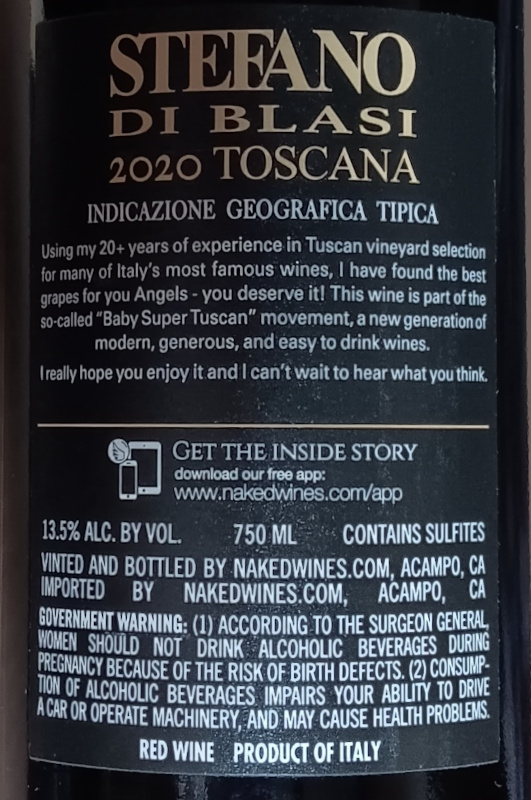 STEFANO
DI BLASI
2020 TOSCANA
INDICAZIONE GEOGRAFICA TIPICA
Using my 20+ years of experience in Tuscan vineyard selection
for many of Italy's most famous wines, I have found the best
grapes for you Angels - you deserve it! This wine is part of the
so-called "Baby Super Tuscan" movement, a new generation of
modern, generous, and easy to drink wines.
I really hope you enjoy it and I can't wait to hear what you think.
GET THE INSIDE STORY
download our free app:
www.nakedwines.com/app
13.5% ALC. BY VOL. 750 ML CONTAINS SULFITES
VINTED AND BOTTLED BY NAKEDWINES.COM, ACAMPO, CA
IMPORTED BY NAKEDWINES.COM, ACAMPO, CA
GOVERNMENT WARNING: (1) ACCORDING TO THE SURGEON GENERAL,
WOMEN SHOULD NOT DRINK ALCOHOLIC BEVERAGES DURING
PREGNANCY BECAUSE OF THE RISK OF BIRTH DEFECTS. (2) CONSUMP-
TION OF ALCOHOLIC BEVERAGES IMPAIRS YOUR ABILITY TO DRIVE
A CAR OR OPERATE MACHINERY, AND MAY CAUSE HEALTH PROBLEMS.
RED WINE PRODUCT OF ITALY